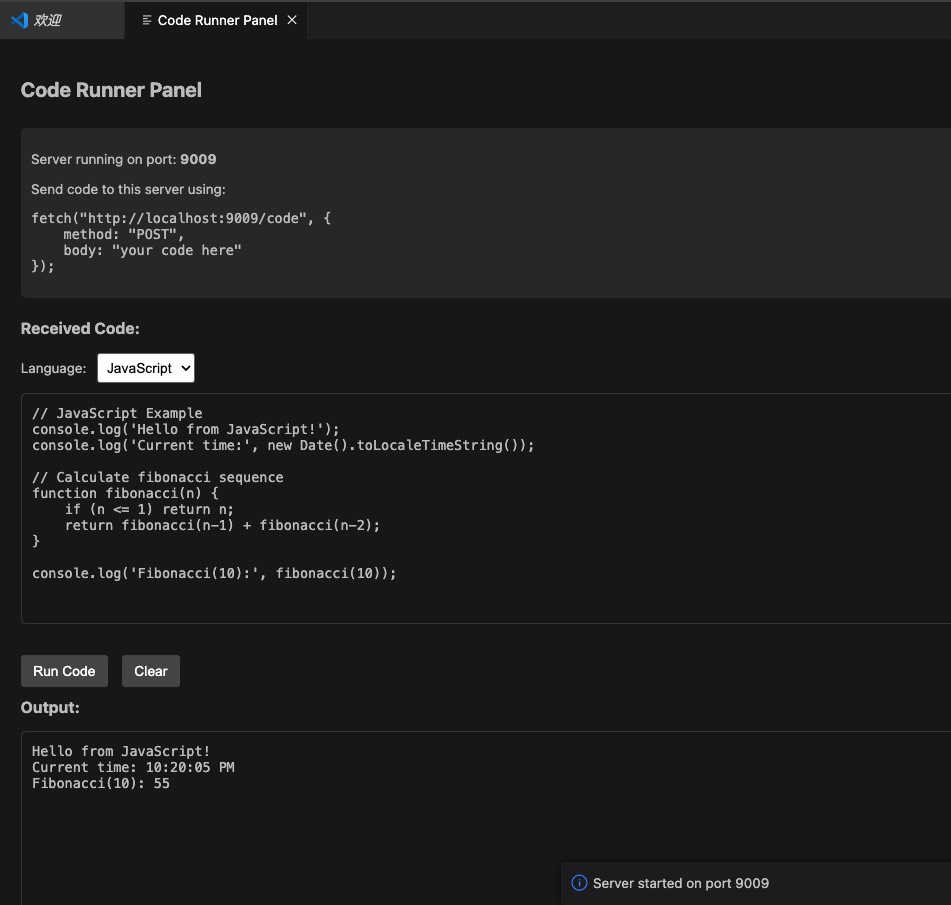 欢迎
Code Runner Panel
Code Runner Panel
Server running on port: 9009
Send code to this server using:
fetch("http://localhost:9009/code", {
    method: "POST",
    body: "your code here"
});
Received Code:
Language: JavaScript
// JavaScript Example
console.log('Hello from JavaScript!');
console.log('Current time:', new Date().toLocaleTimeString());
// Calculate fibonacci sequence
function fibonacci(n) {
    if (n <= 1) return n;
    return fibonacci(n-1) + fibonacci(n-2);
}
console.log('Fibonacci(10):', fibonacci(10));
Run Code Clear
Output:
Hello from JavaScript!
Current time: 10:20:05 PM
Fibonacci(10): 55
Server started on port 9009